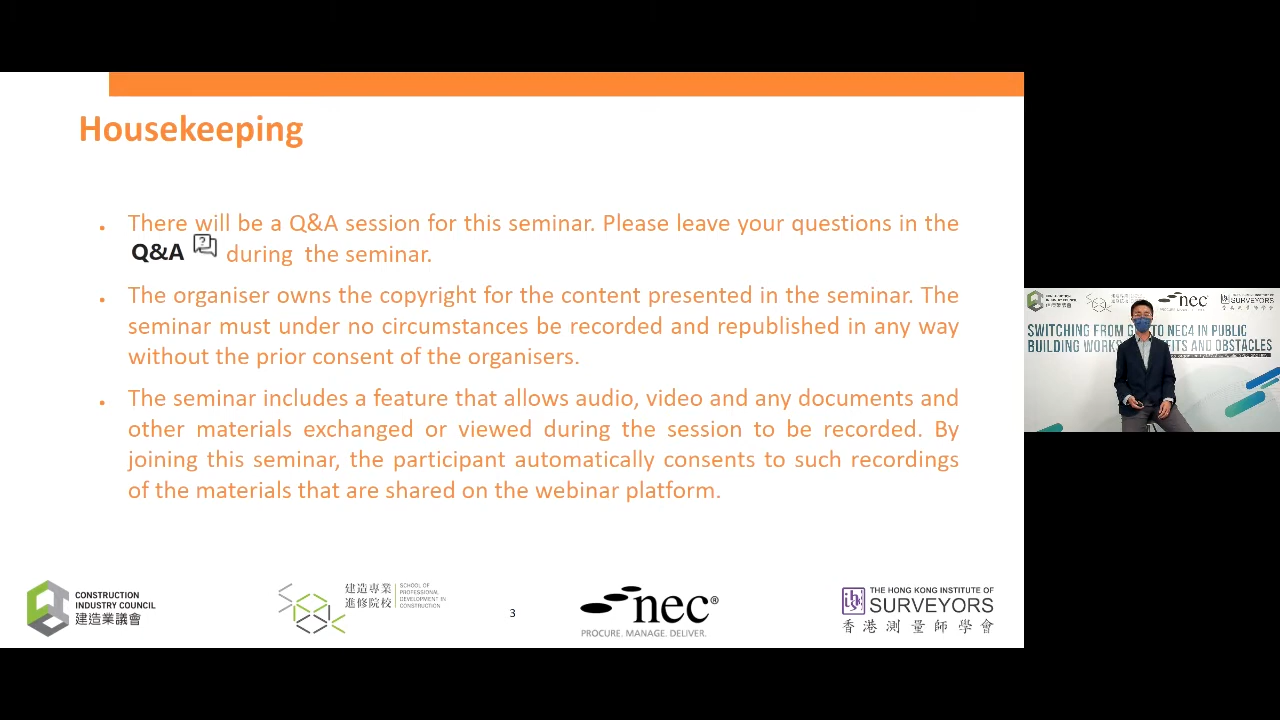 Housekeeping
There will be a Q&A session for this seminar. Please leave your questions in the
Q&A during the seminar.
The organiser owns the copyright for the content presented in the seminar. The
seminar must under no circumstances be recorded and republished in any way
without the prior consent of the organisers.
The seminar includes a feature that allows audio, video and any documents and
other materials exchanged or viewed during the session to be recorded. By
joining this seminar, the participant automatically consents to such recordings
of the materials that are shared on the webinar platform.
CONSTRUCTION
INDUSTRY COUNCIL
建造業議會
建造專業
進修院校
SCHOOL OF
PROFESSIONAL
DEVELOPMENT IN
CONSTRUCTION
3
nec®
PROCURE. MANAGE. DELIVER.
THE HONG KONG INSTITUTE OF
SURVEYORS
香港測量師學會
nec
SURVEYORS
SWITCHING FROM TO NEC4 IN PUBLIC
BUILDING WORKS AND OBSTACLES